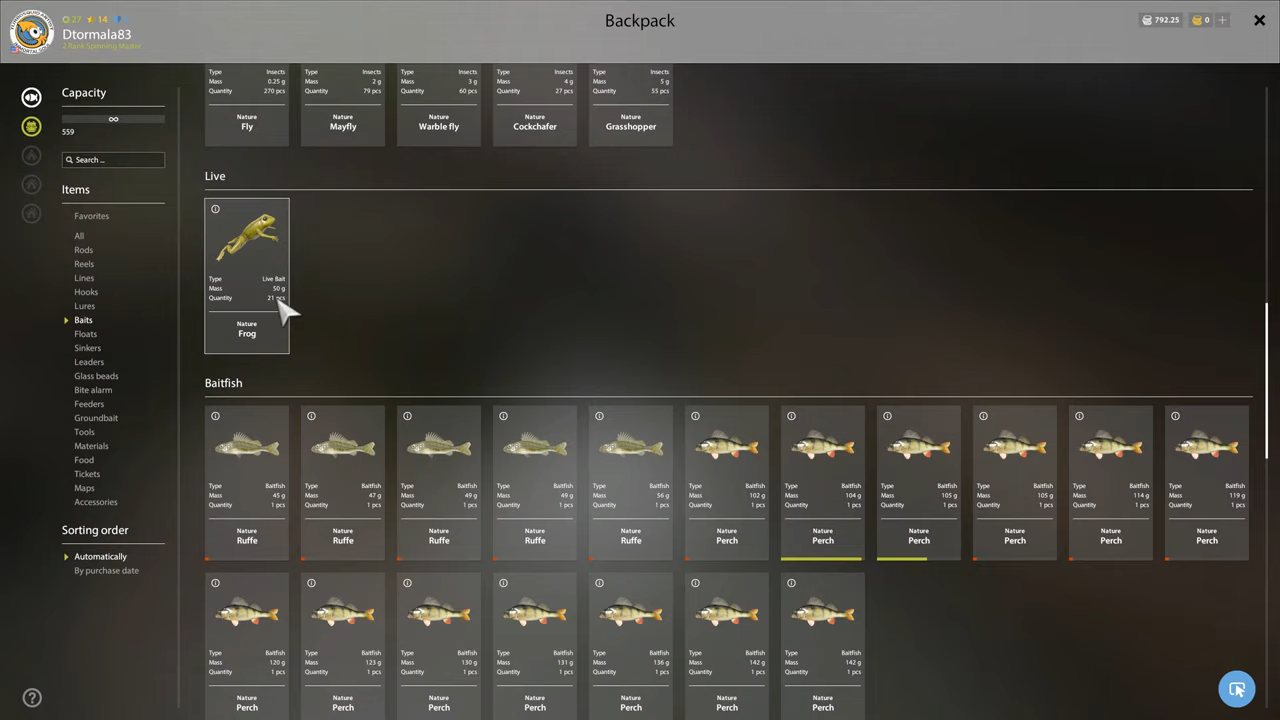 27 14
Backpack
792.25 0 +
Dtormala83
Type Insects Type Insects Type Insects Type Insects Type Insects
Mass 0.25 g Mass 2 g Mass 3 g Mass 4 g Mass 5 g
Quantity 270 pcs Quantity 79 pcs Quantity 60 pcs Quantity 27 pcs Quantity 55 pcs
Nature Nature Nature Nature Nature
Fly Mayfly Warble fly Cockchafer Grasshopper
Capacity
∞
559
Search ...
Items
Favorites
All
Rods
Reels
Lines
Hooks
Lures
Baits
Floats
Sinkers
Leaders
Glass beads
Bite alarm
Feeders
Groundbait
Tools
Materials
Food
Tickets
Maps
Accessories
Sorting order
Automatically
By purchase date
Live
Type Live Bait
Mass 50 g
Quantity 21 pcs
Nature
Frog
Baitfish
Type Baitfish Type Baitfish Type Baitfish Type Baitfish Type Baitfish Type Baitfish Type Baitfish Type Baitfish Type Baitfish Type Baitfish Type Baitfish
Mass 45 g Mass 47 g Mass 49 g Mass 49 g Mass 56 g Mass 102 g Mass 104 g Mass 105 g Mass 105 g Mass 114 g Mass 119 g
Quantity 1 pcs Quantity 1 pcs Quantity 1 pcs Quantity 1 pcs Quantity 1 pcs Quantity 1 pcs Quantity 1 pcs Quantity 1 pcs Quantity 1 pcs Quantity 1 pcs Quantity 1 pcs
Nature Nature Nature Nature Nature Nature Nature Nature Nature Nature Nature
Ruffe Ruffe Ruffe Ruffe Ruffe Perch Perch Perch Perch Perch Perch
Type Baitfish Type Baitfish Type Baitfish Type Baitfish Type Baitfish Type Baitfish Type Baitfish
Mass 120 g Mass 123 g Mass 130 g Mass 131 g Mass 136 g Mass 142 g Mass 142 g
Quantity 1 pcs Quantity 1 pcs Quantity 1 pcs Quantity 1 pcs Quantity 1 pcs Quantity 1 pcs Quantity 1 pcs
Nature Nature Nature Nature Nature Nature Nature
Perch Perch Perch Perch Perch Perch Perch
?